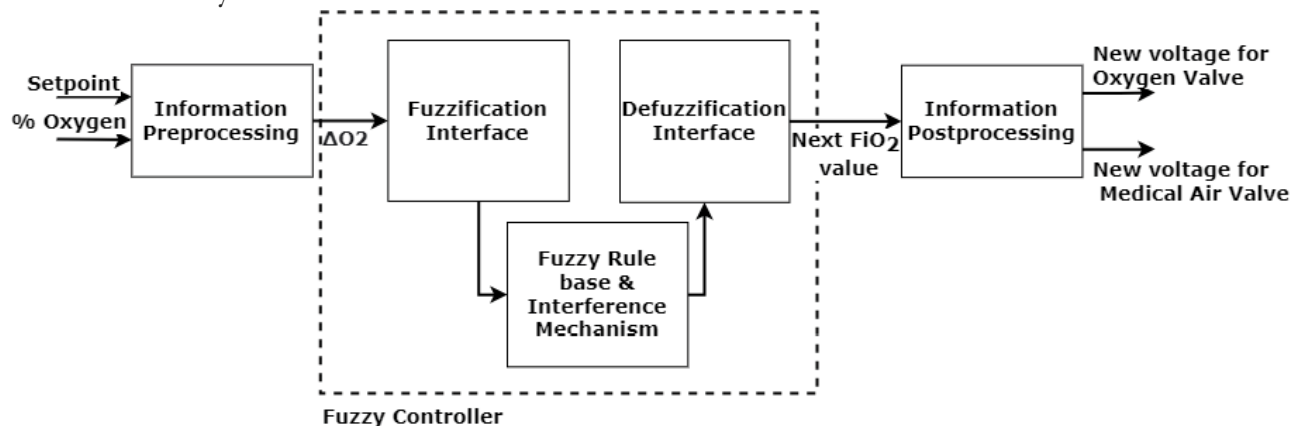 y
Setpoint
% Oxygen
Information
Preprocessing
ΔO2
Fuzzification
Interface
Fuzzy Rule
base &
Interference
Mechanism
Defuzzification
Interface
Next FiO2
value
Information
Postprocessing
New voltage for
Oxygen Valve
New voltage for
Medical Air Valve
Fuzzy Controller